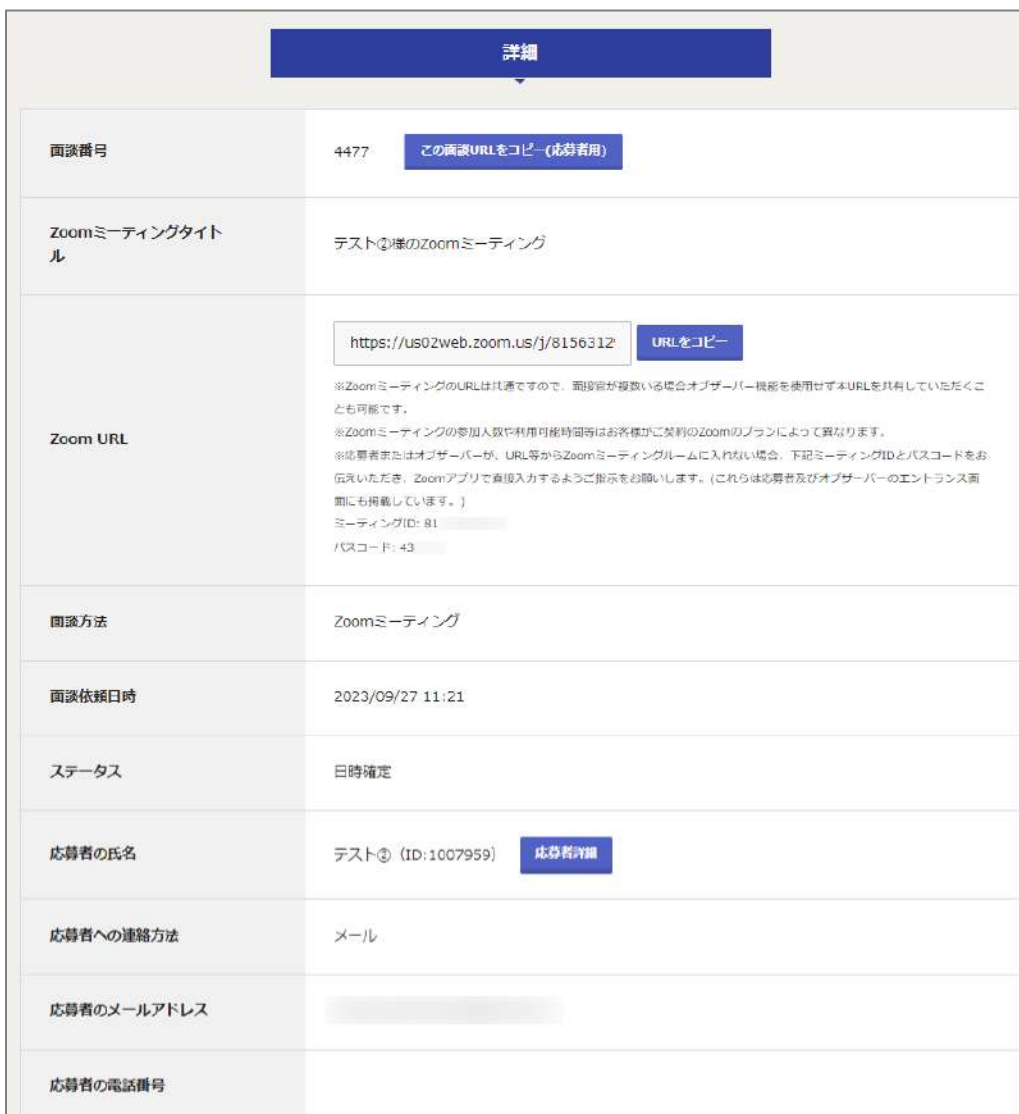 詳細
面談番号
4477
この面談URLをコピー(応募者用)
Zoomミーティングタイト
ル
テスト②様のZoomミーティング
Zoom URL
https://us02web.zoom.us/j/8156312
URLをコピー
※ZoomミーティングのURLは共通ですので、面接官が複数いる場合オブザーバー機能を使用せず本URLを共有していただくこ
とも可能です。
※Zoomミーティングの参加人数や利用可能時間等はお客様がご契約のZoomのプランによって異なります。
※応募者またはオブザーバーが、URL等からZoomミーティングルームに入れない場合、下記ミーティングIDとパスコードをお
伝えいただき、Zoomアプリで直接入力するようご指示をお願いします。(これらは応募者及びオブザーバーのエントランス画
面にも掲載しています。)
ミーティングID: 81
パスコード: 43
面談方法
Zoomミーティング
面談依頼日時
2023/09/27 11:21
ステータス
日時確定
応募者の氏名
テスト②（ID:1007959）
応募者詳細
応募者への連絡方法
メール
応募者のメールアドレス
応募者の電話番号